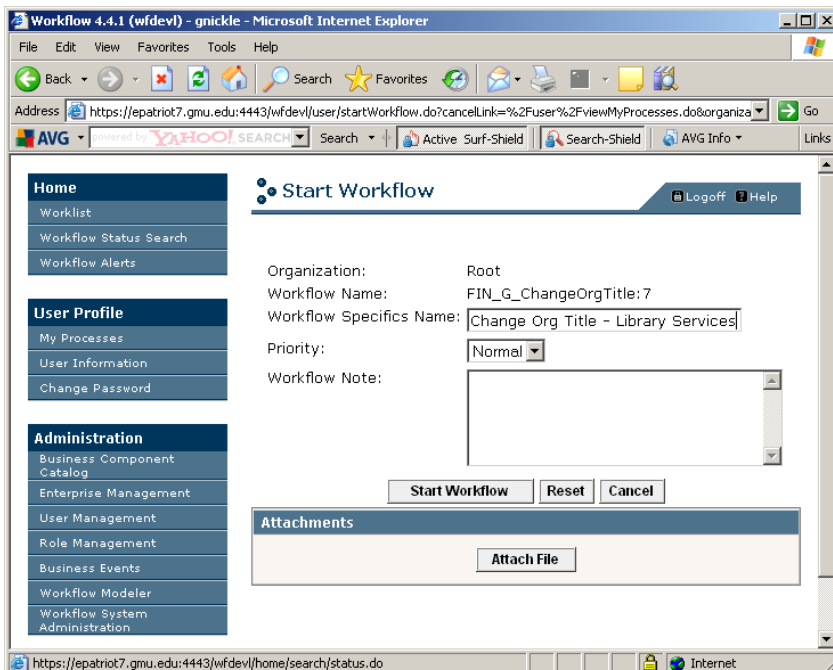 Workflow 4.4.1 (wfdevl) - gnickle - Microsoft Internet Explorer
File Edit View Favorites Tools Help
Back Search Favorites
Address https://epatriot7.gmu.edu:4443/wfdevl/user/startWorkflow.do?cancelLink=%2Fuser%2FviewMyProcesses.do&organiza Go
AVG powered by YAHOO! SEARCH Search Active Surf-Shield Search-Shield AVG Info Links
Home
Worklist
Workflow Status Search
Workflow Alerts
User Profile
My Processes
User Information
Change Password
Administration
Business Component
Catalog
Enterprise Management
User Management
Role Management
Business Events
Workflow Modeler
Workflow System
Administration
Start Workflow
Logoff ? Help
Organization: Root
Workflow Name: FIN_G_ChangeOrgTitle:7
Workflow Specifics Name: Change Org Title - Library Services
Priority: Normal
Workflow Note:
Start Workflow Reset Cancel
Attachments
Attach File
https://epatriot7.gmu.edu:4443/wfdevl/home/search/status.do Internet